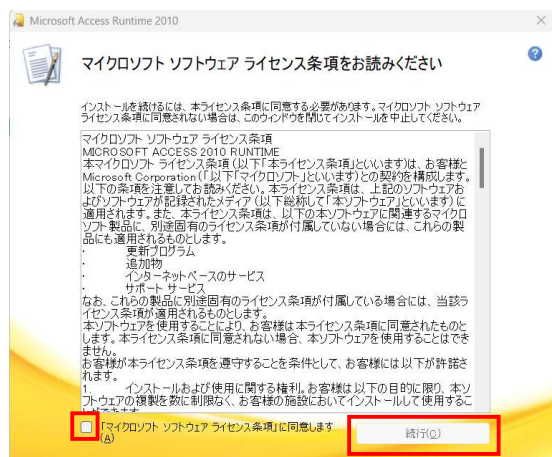 Microsoft Access Runtime 2010
マイクロソフト ソフトウェア ライセンス条項をお読みください
インストールを続けるには、本ライセンス条項に同意する必要があります。マイクロソフト ソフトウェア
ライセンス条項に同意されない場合は、このウィンドウを閉じてインストールを中止してください。
マイクロソフト ソフトウェア ライセンス条項
MICROSOFT ACCESS 2010 RUNTIME
本マイクロソフト ライセンス条項 (以下「本ライセンス条項」といいます)は、お客様と
Microsoft Corporation (「以下「マイクロソフト」といいます)との契約を構成します。
以下の条項を注意してお読みください。本ライセンス条項は、上記のソフトウェアお
よびソフトウェアが記録されたメディア (以下総称して「本ソフトウェア」といいます) に
適用されます。また、本ライセンス条項は、以下の本ソフトウェアに関連するマイクロ
ソフト製品に、別途固有のライセンス条項が付属していない場合には、これらの製
品にも適用されるものとします。
・ 更新プログラム
・ 追加物
・ インターネットベースのサービス
・ サポート サービス
なお、これらの製品に別途固有のライセンス条項が付属している場合には、当該ラ
イセンス条項が適用されるものとします。
本ソフトウェアを使用することにより、お客様は本ライセンス条項に同意されたものと
します。本ライセンス条項に同意されない場合、本ソフトウェアを使用することはでき
ません。
お客様が本ライセンス条項を遵守することを条件として、お客様には以下が許諾さ
れます。
1. インストールおよび使用に関する権利。お客様は以下の目的に限り、本ソ
フトウェアの複製を数に制限なく、お客様の施設においてインストールして使用するこ
「マイクロソフト ソフトウェア ライセンス条項」に同意します
(A)
続行(O)